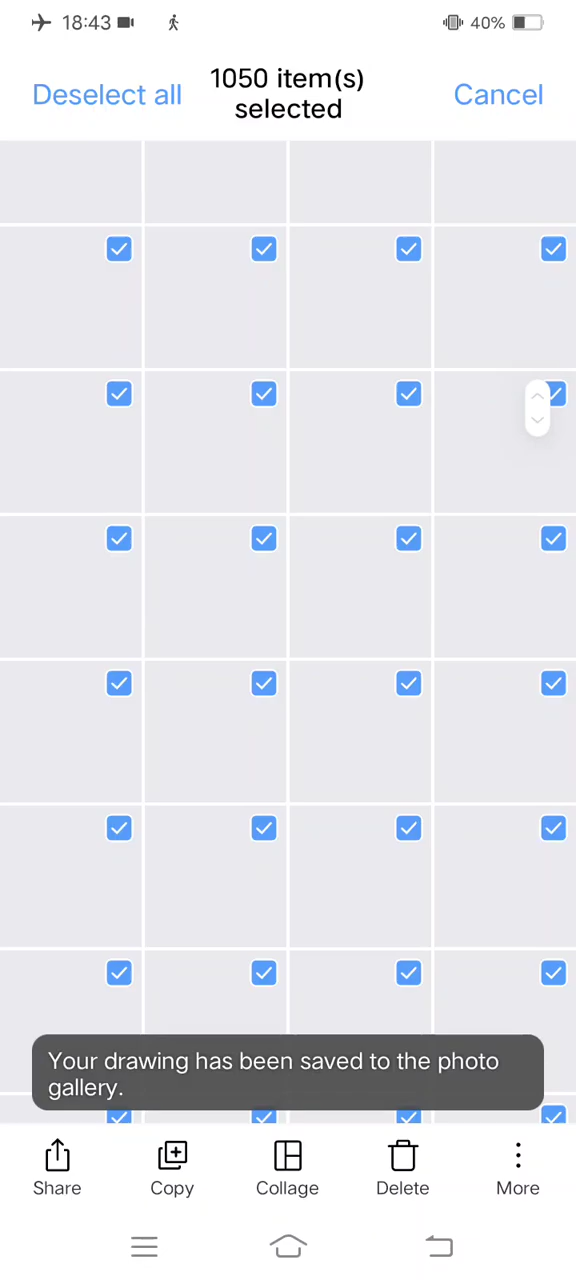 18:43
40%
Deselect all
1050 item(s)
selected
Cancel
Your drawing has been saved to the photo
gallery.
Share
Copy
Collage
Delete
More